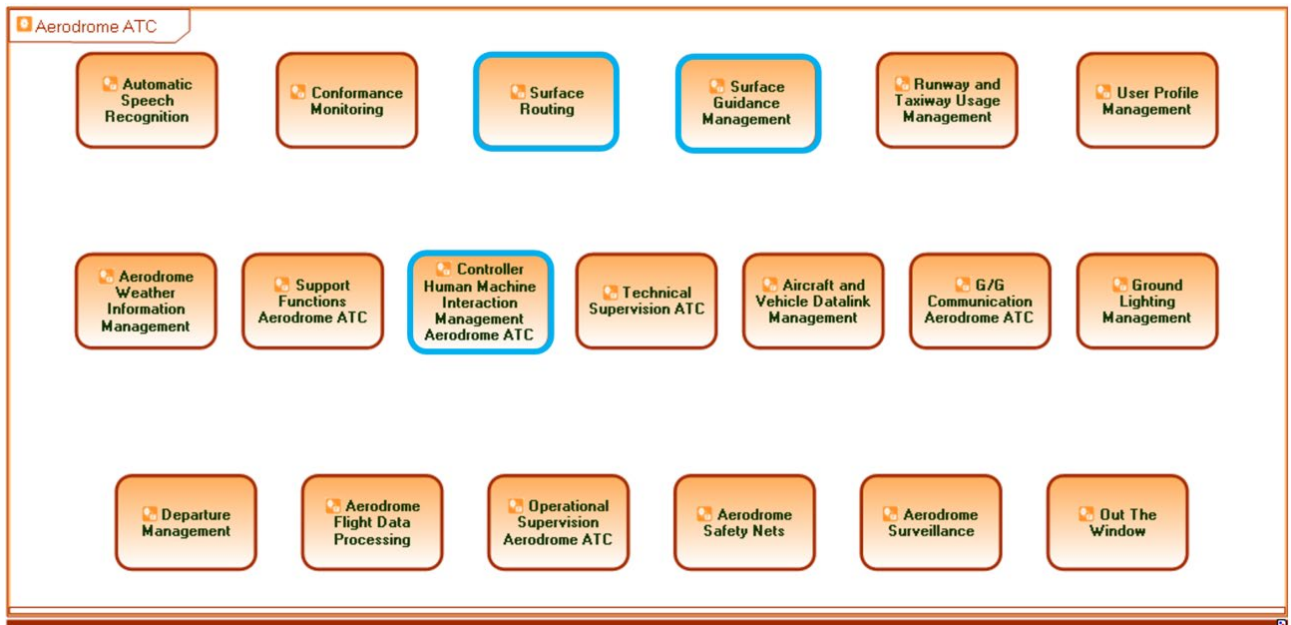 Aerodrome ATC
Automatic
Speech
Recognition
Conformance
Monitoring
Surface
Routing
Surface
Guidance
Management
Runway and
Taxiway Usage
Management
User Profile
Management
Aerodrome
Weather
Information
Management
Support
Functions
Aerodrome ATC
Controller
Human Machine
Interaction
Management
Aerodrome ATC
Technical
Supervision ATC
Aircraft and
Vehicle Datalink
Management
G/G
Communication
Aerodrome ATC
Ground
Lighting
Management
Departure
Management
Aerodrome
Flight Data
Processing
Operational
Supervision
Aerodrome ATC
Aerodrome
Safety Nets
Aerodrome
Surveillance
Out The
Window